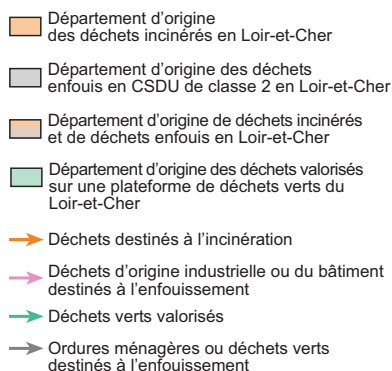 Département d'origine
des déchets incinérés en Loir-et-Cher
Département d'origine des déchets
enfouis en CSDU de classe 2 en Loir-et-Cher
Département d'origine de déchets incinérés
et de déchets enfouis en Loir-et-Cher
Département d'origine des déchets valorisés
sur une plateforme de déchets verts du
Loir-et-Cher
Déchets destinés à l'incinération
Déchets d'origine industrielle ou du bâtiment
destinés à l'enfouissement
Déchets verts valorisés
Ordures ménagères ou déchets verts
destinés à l'enfouissement